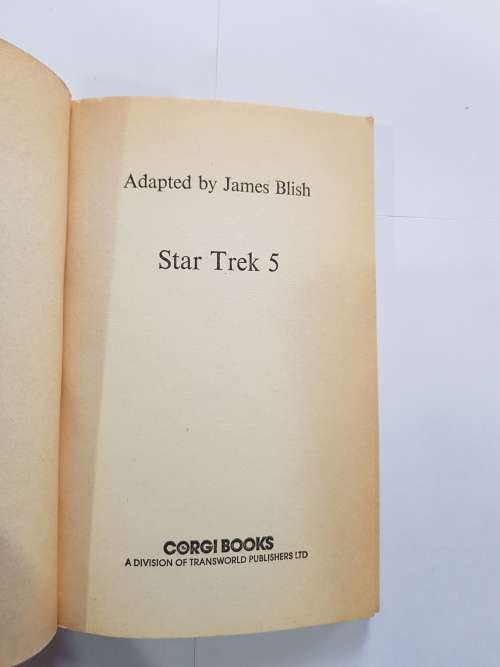 Adapted by James Blish
Star Trek 5
CORGI BOOKS
A DIVISION OF TRANSWORLD PUBLISHERS LTD